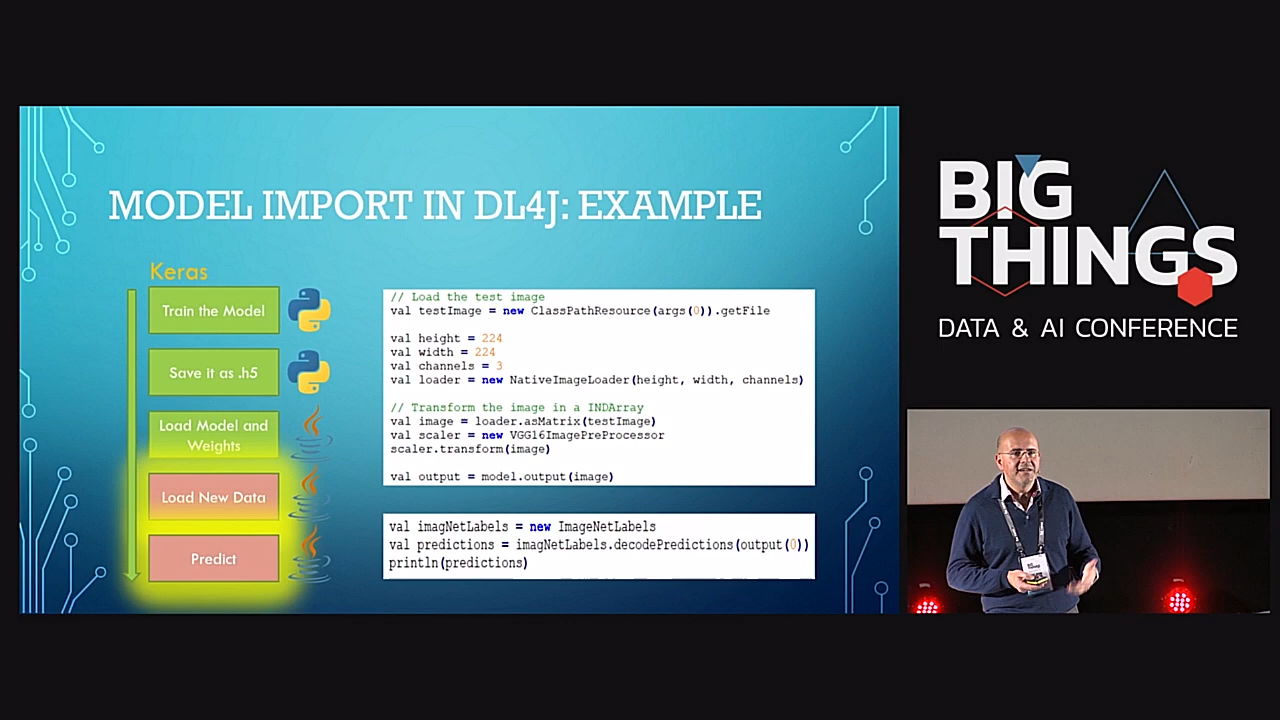 MODEL IMPORT IN DL4J: EXAMPLE
Keras
Train the Model
Save it as .h5
Load Model and
Weights
Load New Data
Predict
// Load the test image
val testImage = new ClassPathResource(args(0)).getFile
val height = 224
val width = 224
val channels = 3
val loader = new NativeImageLoader(height, width, channels)
// Transform the image in a INDArray
val image = loader.asMatrix(testImage)
val scaler = new VGG16ImagePreProcessor
scaler.transform(image)
val output = model.output(image)
val imagNetLabels = new ImageNetLabels
val predictions = imagNetLabels.decodePredictions(output(0))
println(predictions)
BIG
THINGS
DATA & AI CONFERENCE